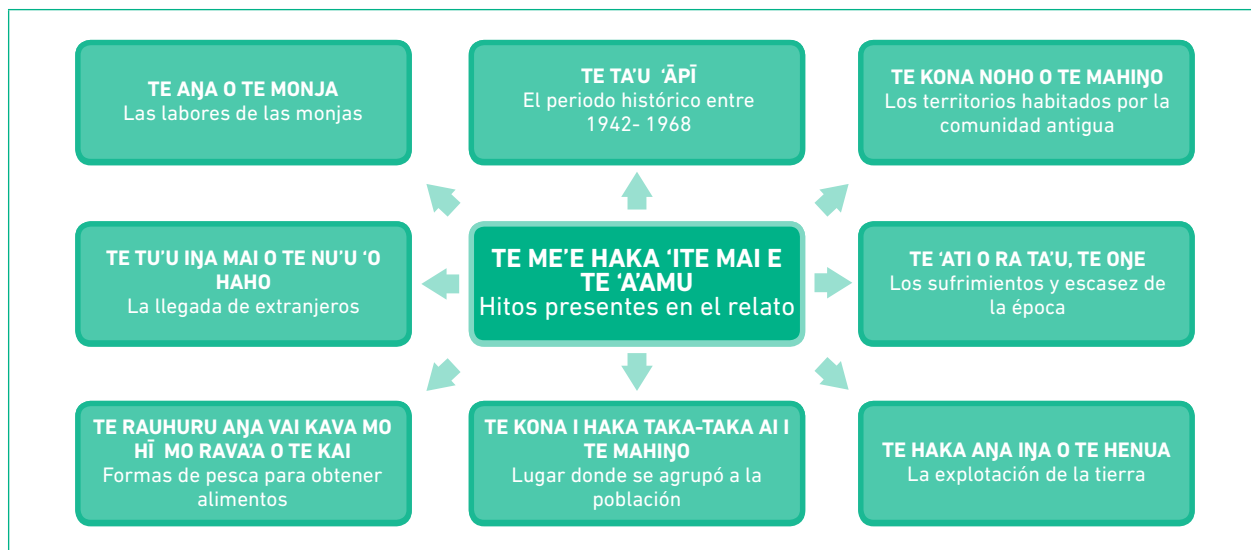 TE AŊA O TE MONJA
Las labores de las monjas
TE TA'U ‘ĀPĪ
El periodo histórico entre
1942- 1968
TE KONA NOHO O TE MAHIŊO
Los territorios habitados por la
comunidad antigua
TE TU'U IŊA MAI O TE NU'U ‘O
HAHO
La llegada de extranjeros
TE ME'E HAKA ‘ITE MAI E
TE ‘A'AMU
Hitos presentes en el relato
TE ‘ATI O RA TA'U, TE OŊE
Los sufrimientos y escasez de
la época
TE RAUHURU AŊA VAI KAVA MO
HĪ MO RAVA'A O TE KAI
Formas de pesca para obtener
alimentos
TE KONA I HAKA TAKA-TAKA AI I
TE MAHIŊO
Lugar donde se agrupó a la
población
TE HAKA AŊA IŊA O TE HENUA
La explotación de la tierra